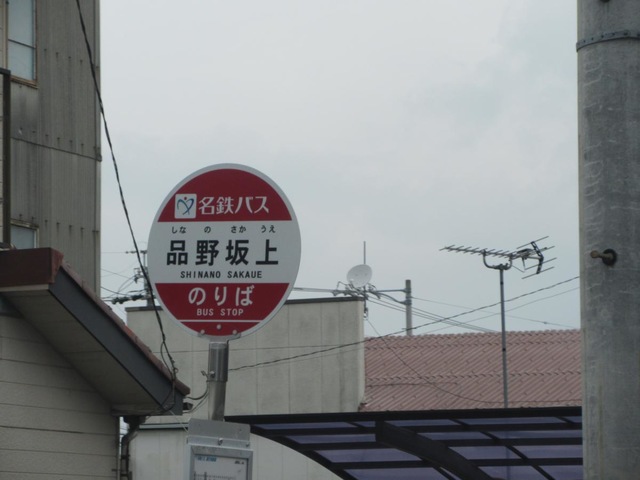 名鉄バス
しな の さか うえ
品野坂上
SHINANO SAKAUE
のりば
BUS STOP